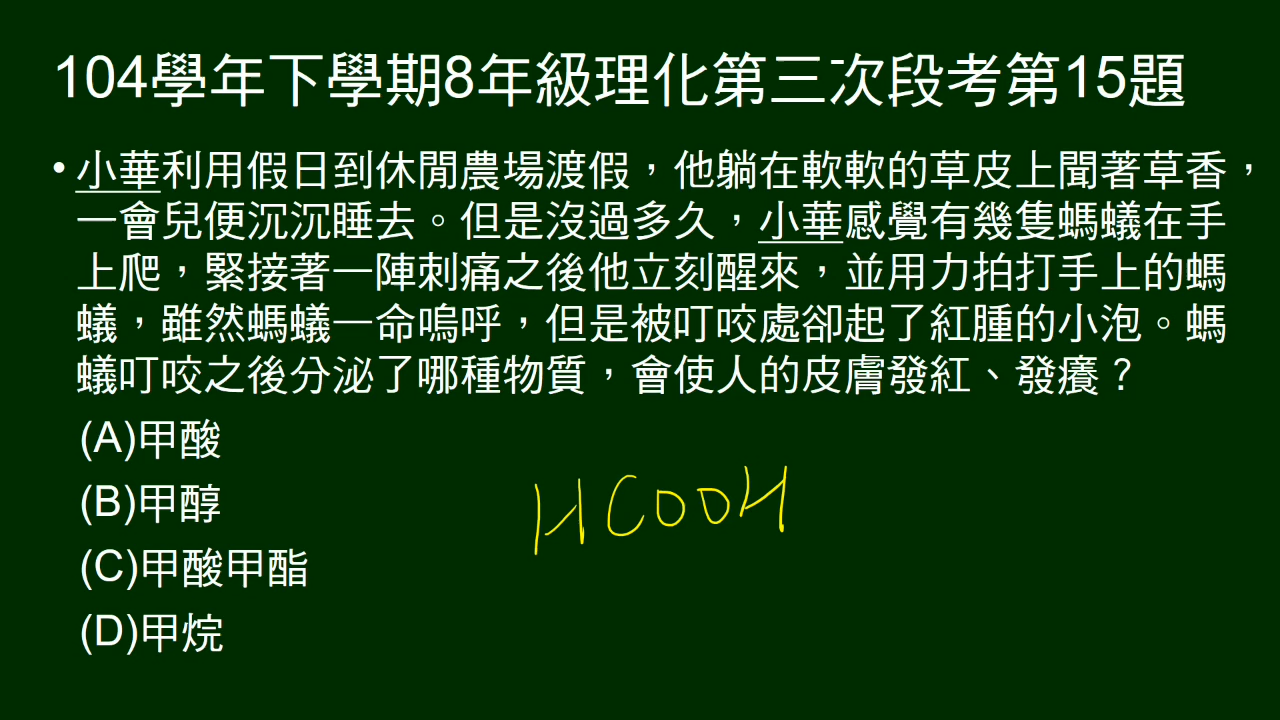 104學年下學期8年級理化第三次段考第15題
• 小華利用假日到休閒農場渡假，他躺在軟軟的草皮上聞著草香，
一會兒便沉沉睡去。但是沒過多久，小華感覺有幾隻螞蟻在手
上爬，緊接著一陣刺痛之後他立刻醒來，並用力拍打手上的螞
蟻，雖然螞蟻一命嗚呼，但是被叮咬處卻起了紅腫的小泡。螞
蟻叮咬之後分泌了哪種物質，會使人的皮膚發紅、發癢？
(A)甲酸
(B)甲醇
HCOOH
(C)甲酸甲酯
(D)甲烷